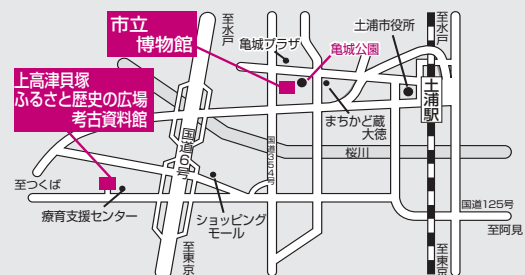 至水戸
市立
博物館
亀城プラザ
亀城公園
土浦市役所
至水戸
上高津貝塚
ふるさと歴史の広場
考古資料館
土浦駅
まちかど蔵
大徳
国道6号
国道354号
桜川
至つくば
療育支援センター
ショッピング
モール
国道125号
至阿見
至東京
至東京